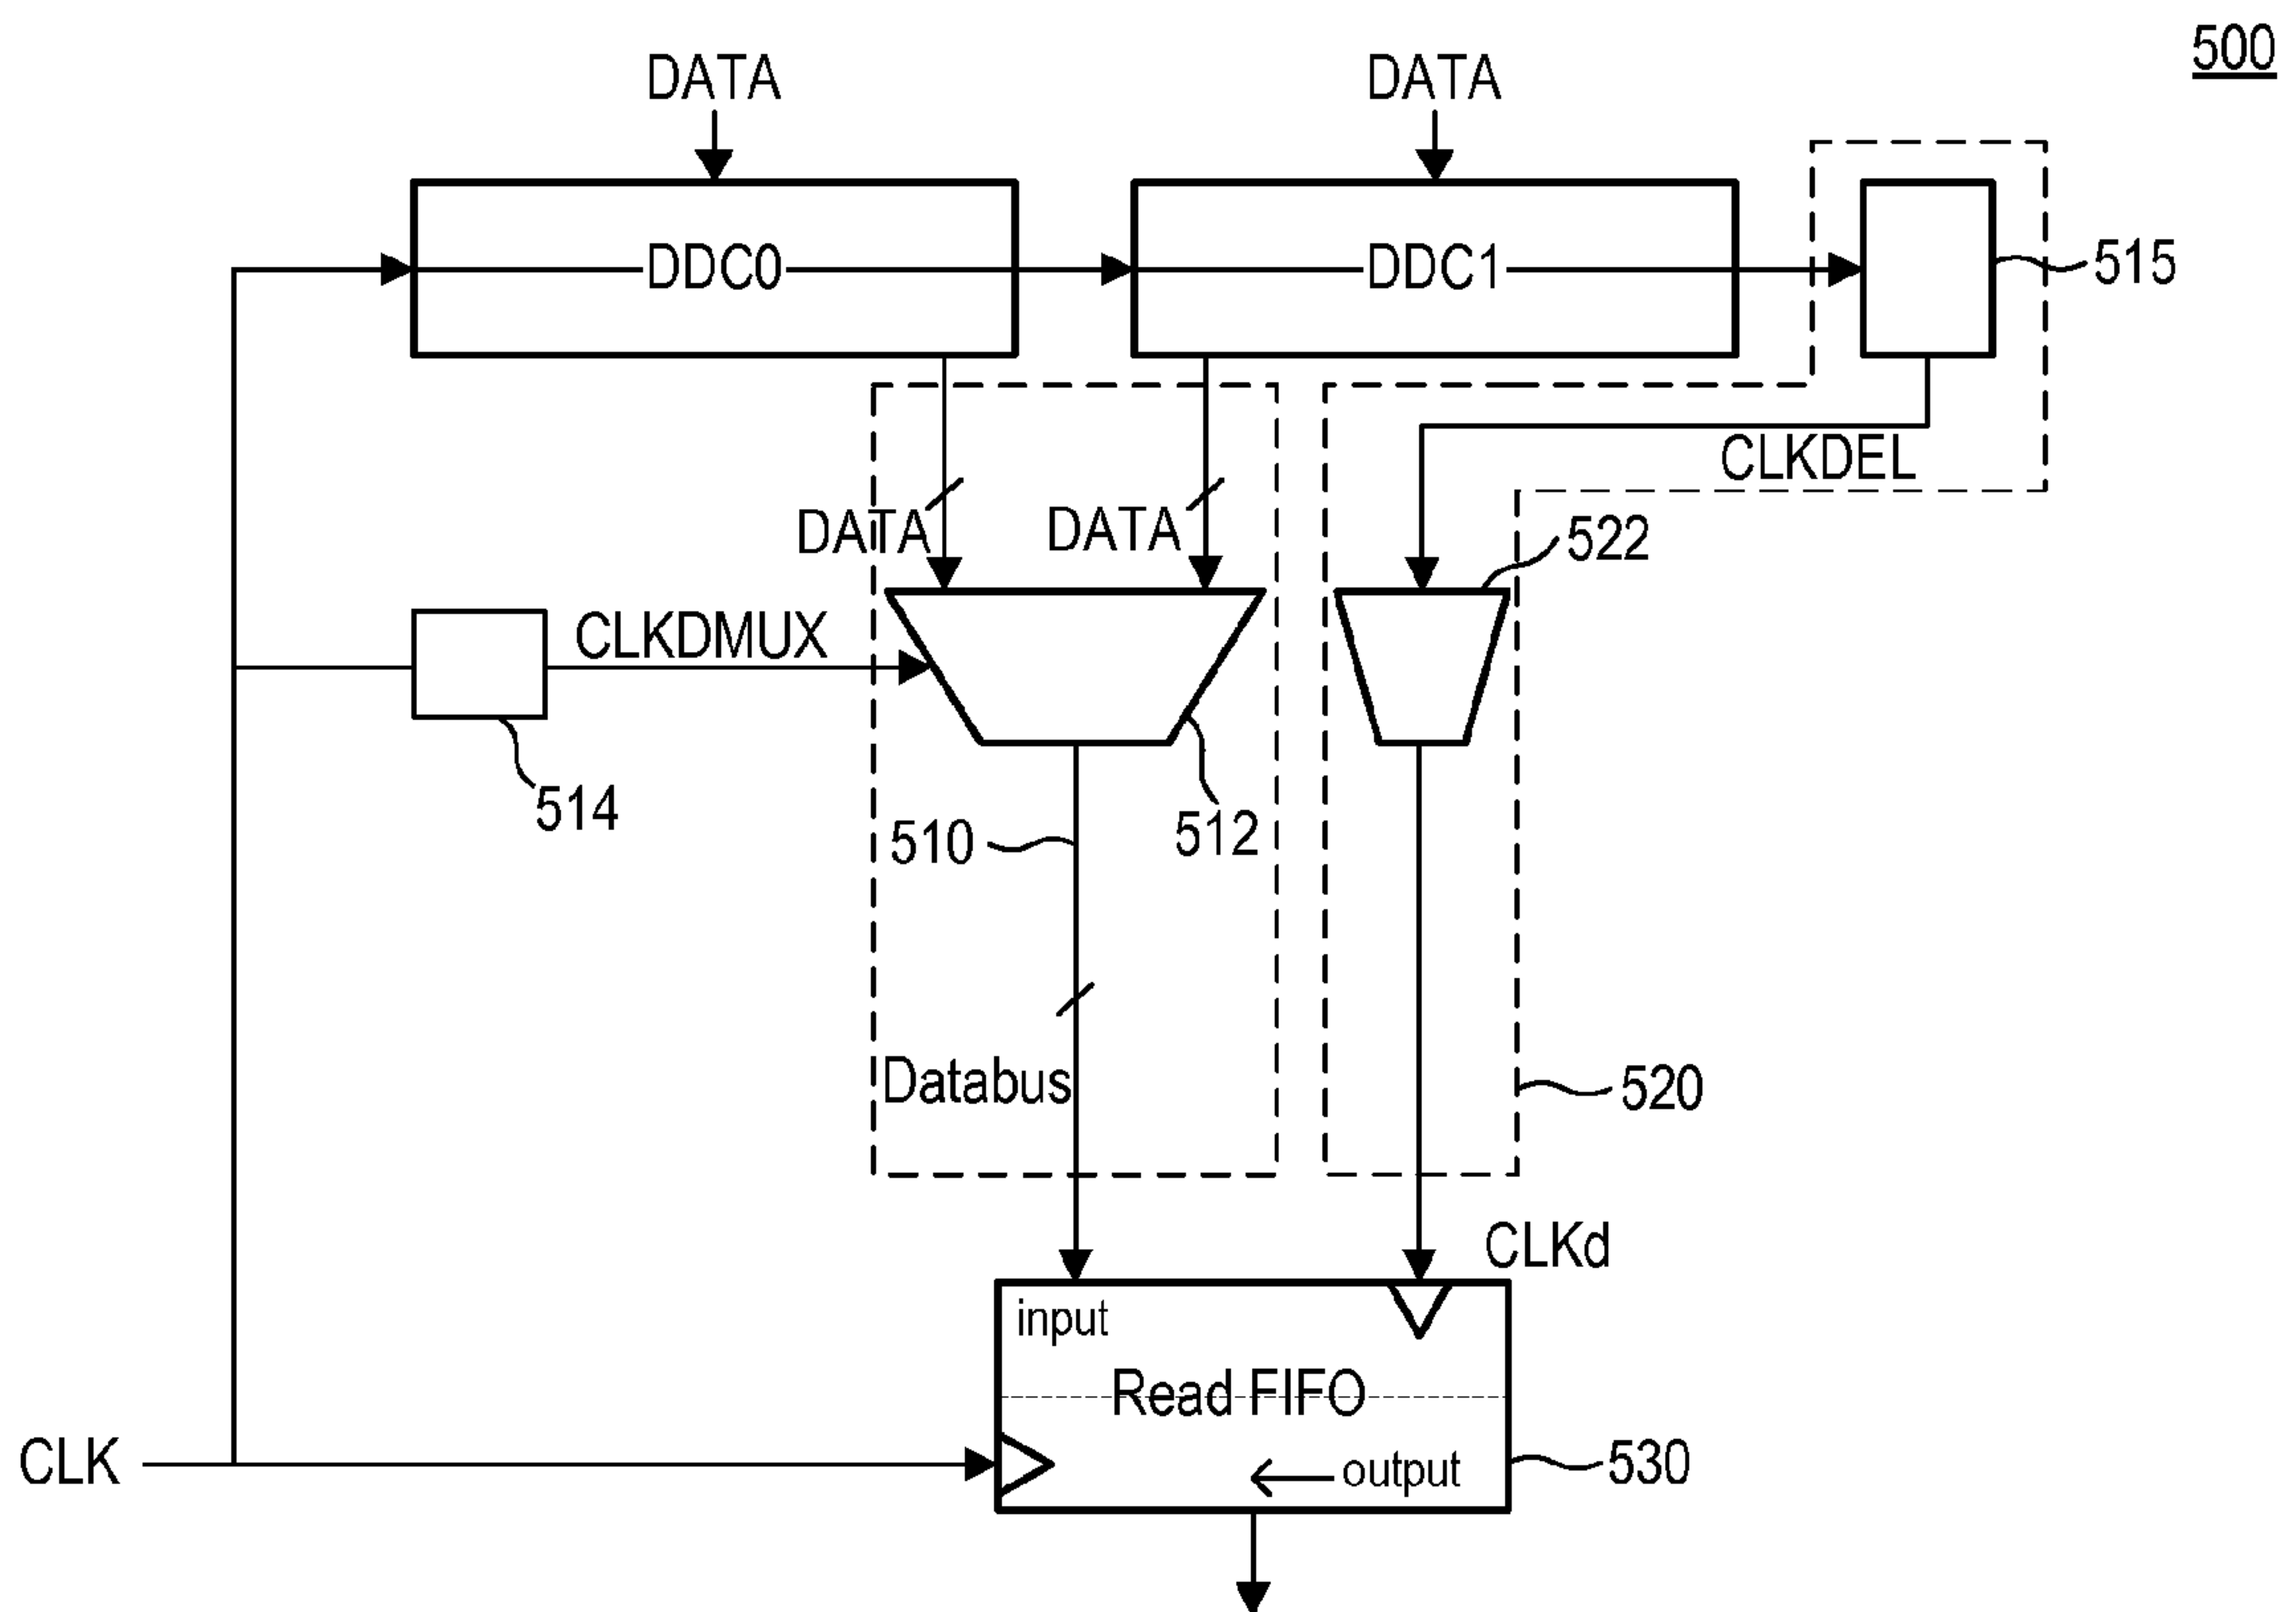 500
DATA
DATA
DDC0
DDC1
515
CLKDEL
DATA
DATA
522
CLKDMUX
514
510
512
Databus
520
CLKd
input
Read FIFO
CLK
output
530